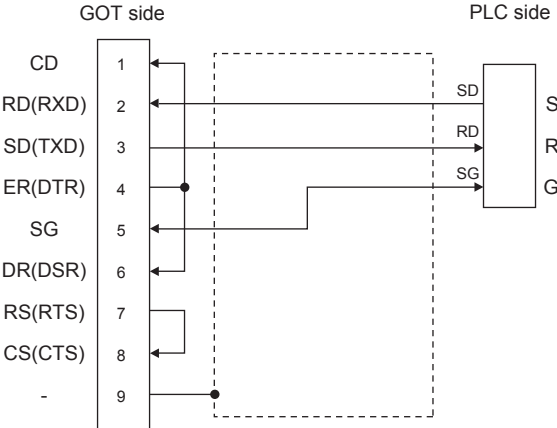 GOT side
PLC side
CD 1
RD(RXD) 2 SD S
SD(TXD) 3 RD R
ER(DTR) 4 SG G
SG 5
DR(DSR) 6
RS(RTS) 7
CS(CTS) 8
- 9